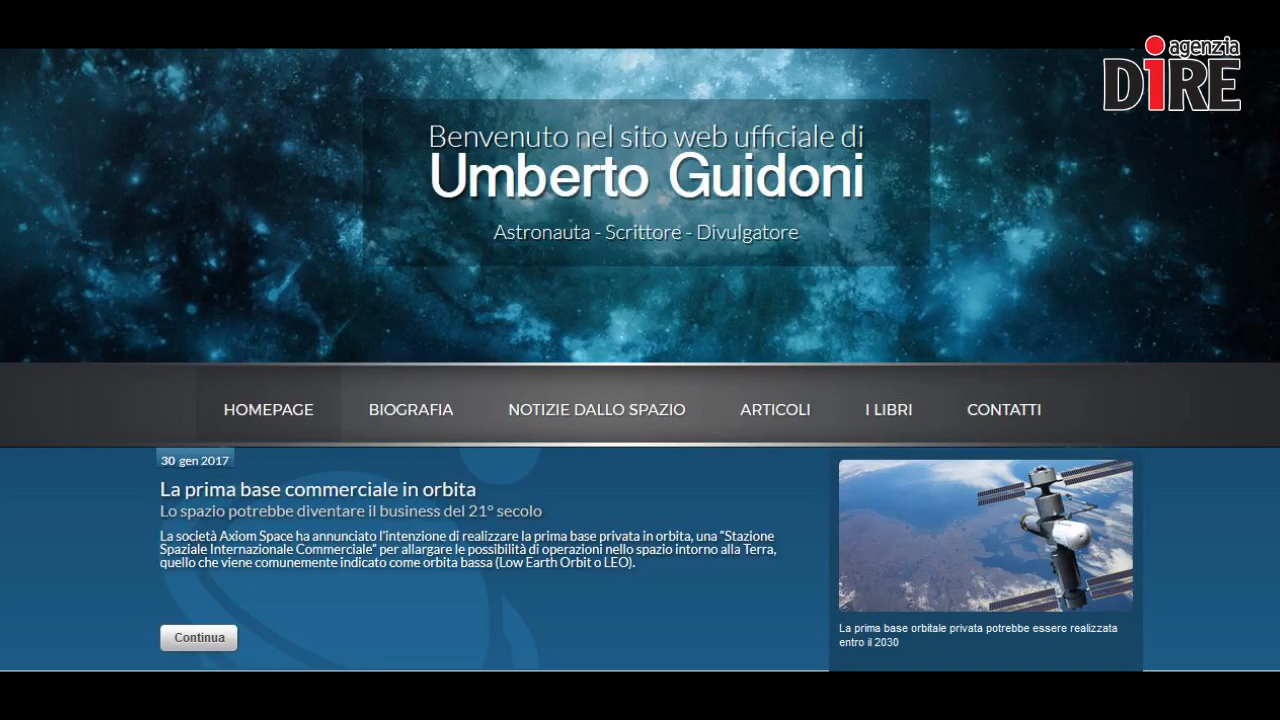 agenzia
DiRE
Benvenuto nel sito web ufficiale di
Umberto Guidoni
Astronauta - Scrittore - Divulgatore
HOMEPAGE BIOGRAFIA NOTIZIE DALLO SPAZIO ARTICOLI I LIBRI CONTATTI
30 gen 2017
La prima base commerciale in orbita
Lo spazio potrebbe diventare il business del 21° secolo
La società Axiom Space ha annunciato l'intenzione di realizzare la prima base privata in orbita, una "Stazione
Spaziale Internazionale Commerciale" per allargare le possibilità di operazioni nello spazio intorno alla Terra,
quello che viene comunemente indicato come orbita bassa (Low Earth Orbit o LEO).
Continua
La prima base orbitale privata potrebbe essere realizzata
entro il 2030